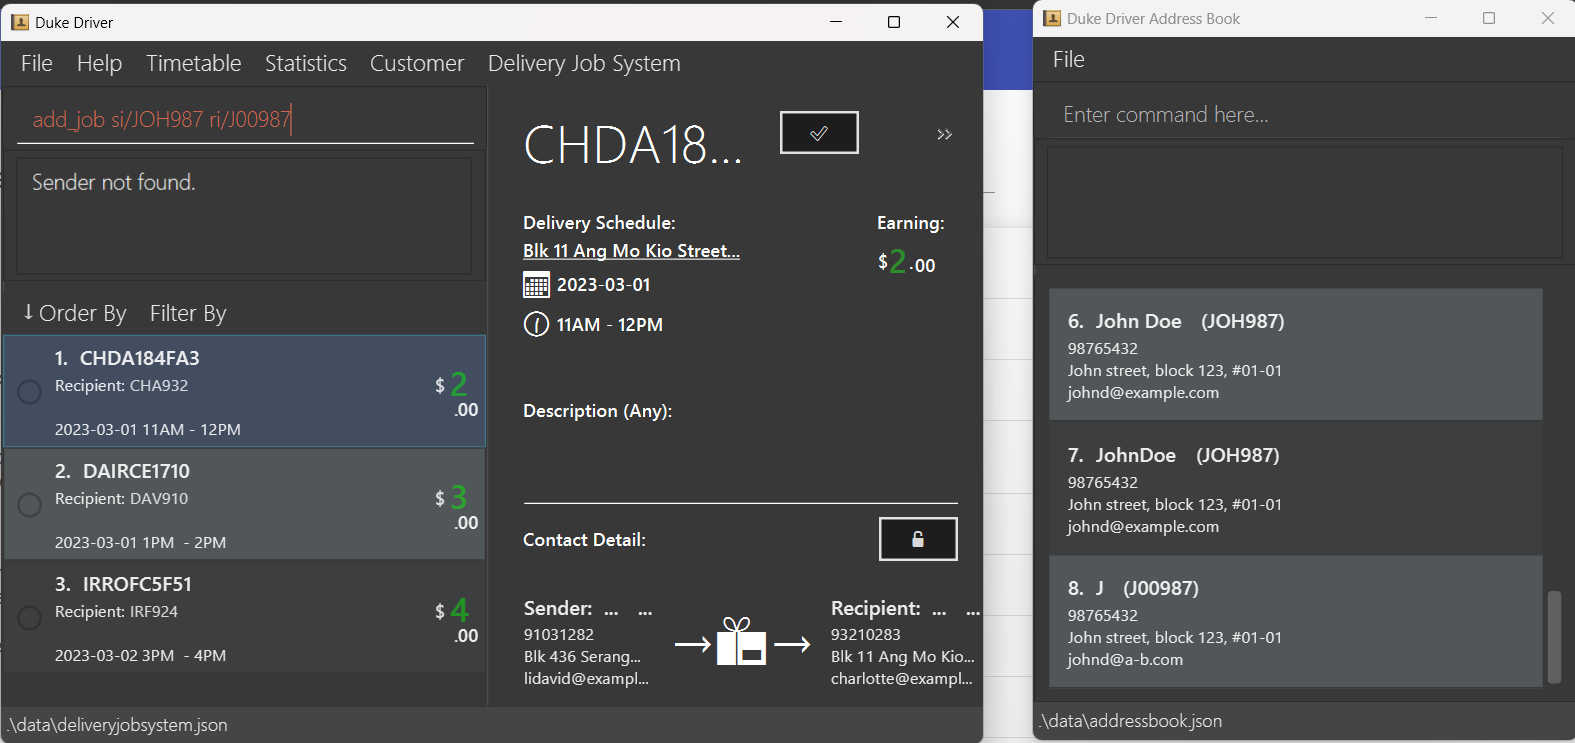 Duke Driver
File Help Timetable Statistics Customer Delivery Job System
add_job si/JOH987 ri/J00987
Sender not found.
↓ Order By Filter By
1. CHDA184FA3
Recipient: CHA932
$ 2.00
2023-03-01 11AM - 12PM
2. DAIRCE1710
Recipient: DAV910
$ 3.00
2023-03-01 1PM - 2PM
3. IRROFC5F51
Recipient: IRF924
$ 4.00
2023-03-02 3PM - 4PM
.\data\deliveryjobsystem.json
CHDA18...
>>
Delivery Schedule:
Blk 11 Ang Mo Kio Street...
2023-03-01
11AM - 12PM
Earning:
$2.00
Description (Any):
Contact Detail:
Sender: ... ...
91031282
Blk 436 Serang...
lidavid@exampl...
Recipient: ... ...
93210283
Blk 11 Ang Mo Kio...
charlotte@exampl...
Duke Driver Address Book
File
Enter command here...
6. John Doe (JOH987)
98765432
John street, block 123, #01-01
johnd@example.com
7. JohnDoe (JOH987)
98765432
John street, block 123, #01-01
johnd@example.com
8. J (J00987)
98765432
John street, block 123, #01-01
johnd@a-b.com
.\data\addressbook.json